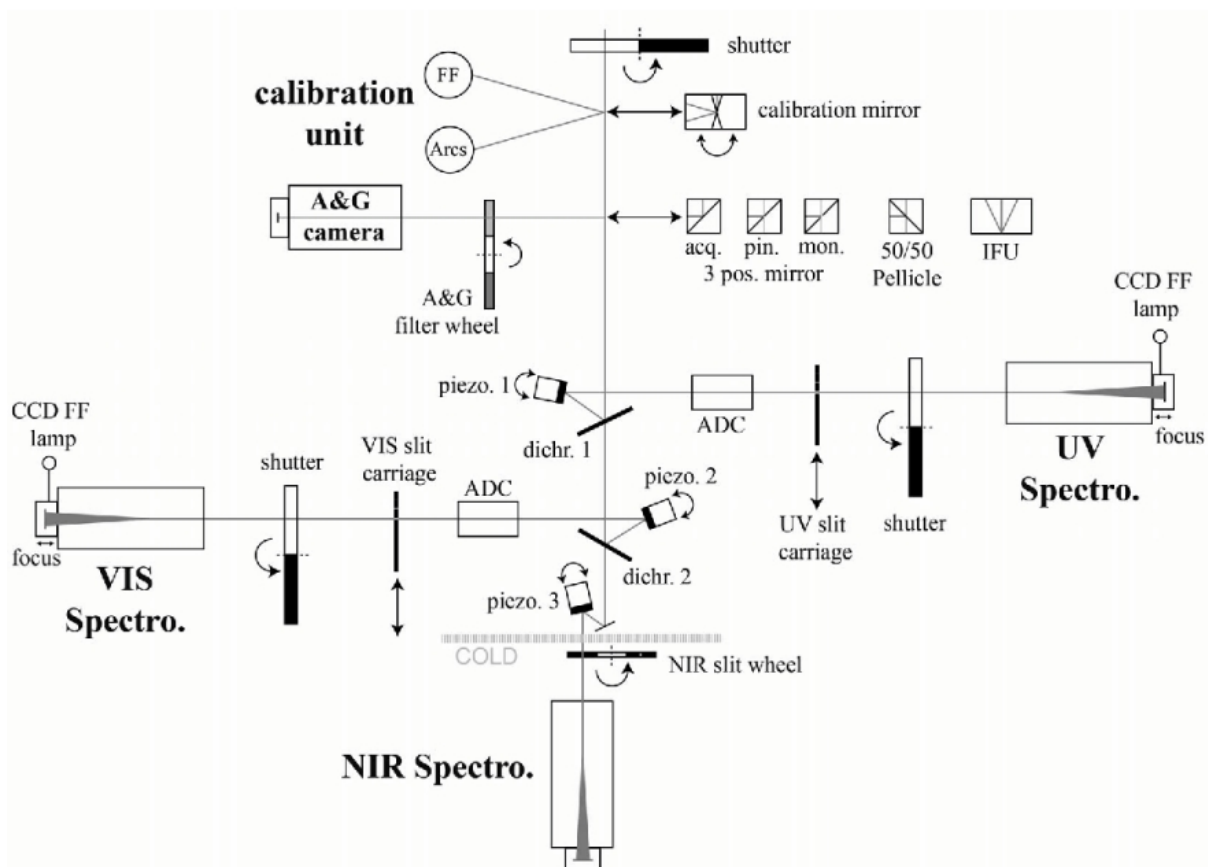 shutter
FF
calibration
unit
calibration mirror
Arcs
A&G
camera
acq. pin. mon. 50/50 IFU
3 pos. mirror Pellicle
A&G
filter wheel
CCD FF
lamp
piezo. 1
ADC
dichr. 1
focus
UV
Spectro.
CCD FF
lamp
VIS slit
carriage
shutter
ADC
piezo. 2
UV slit
carriage
shutter
focus
VIS
Spectro.
dichr. 2
piezo. 3
COLD
NIR slit wheel
NIR Spectro.